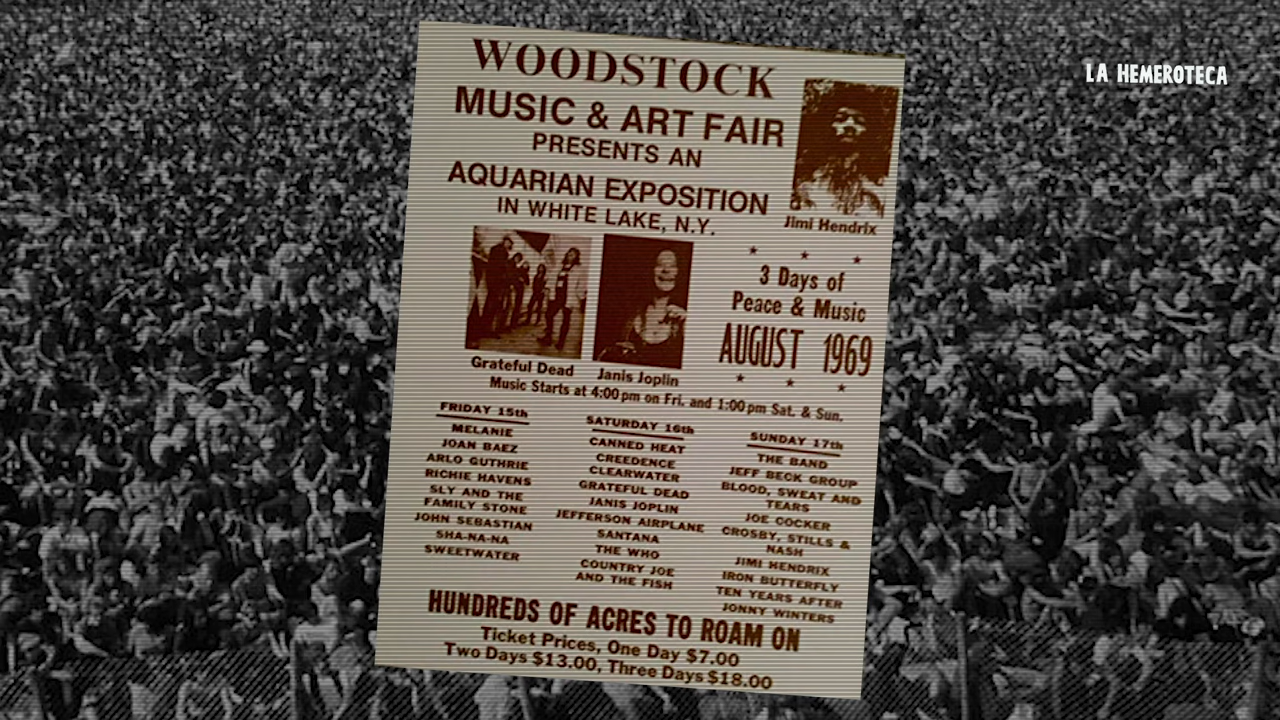 WOODSTOCK
MUSIC & ART FAIR
PRESENTS AN
AQUARIAN EXPOSITION
IN WHITE LAKE, N.Y.
Jimi Hendrix
3 Days of
Peace & Music
AUGUST 1969
Grateful Dead
Janis Joplin
Music Starts at 4:00 pm on Fri. and 1:00 pm Sat. & Sun.
FRIDAY 15th
MELANIE
JOAN BAEZ
ARLO GUTHRIE
RICHIE HAVENS
SLY AND THE
FAMILY STONE
JOHN SEBASTIAN
SHA-NA-NA
SWEETWATER
SATURDAY 16th
CANNED HEAT
CREEDENCE
CLEARWATER
GRATEFUL DEAD
JANIS JOPLIN
JEFFERSON AIRPLANE
SANTANA
THE WHO
COUNTRY JOE
AND THE FISH
SUNDAY 17th
THE BAND
JEFF BECK GROUP
BLOOD, SWEAT AND
TEARS
JOE COCKER
CROSBY, STILLS &
NASH
JIMI HENDRIX
IRON BUTTERFLY
TEN YEARS AFTER
JONNY WINTERS
HUNDREDS OF ACRES TO ROAM ON
Ticket Prices, One Day $7.00
Two Days $13.00, Three Days $18.00
LA HEMEROTECA